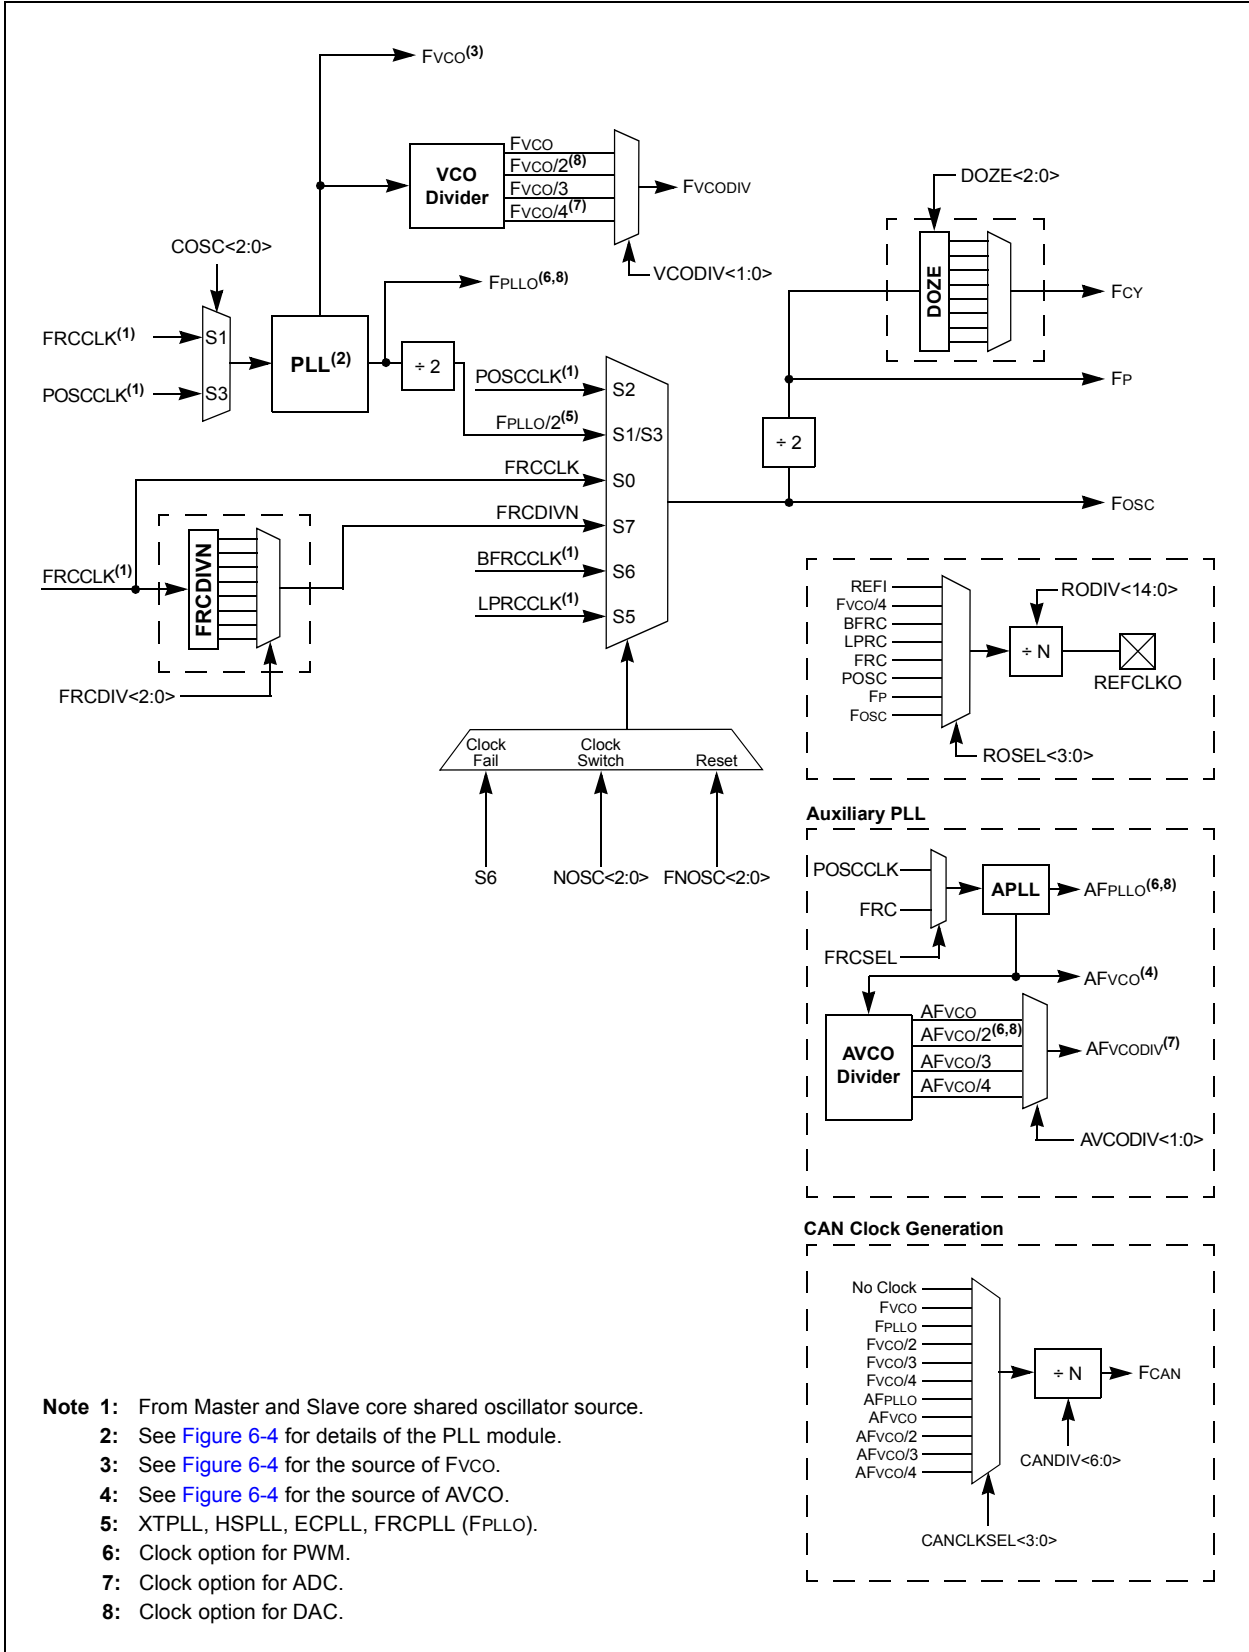 FVCO(3)
VCO
Divider
FVCO
FVCO/2(8)
FVCO/3
FVCO/4(7)
FVCODIV
VCODIV<1:0>
DOZE<2:0>
DOZE
FCY
COSC<2:0>
FPLLO(6,8)
FRCCLK(1)
S1
POSCCLK(1)
S3
PLL(2)
÷ 2
FP
÷ 2
POSCCLK(1)
S2
FPLLO/2(5)
S1/S3
FRCCLK
S0
FRCDIVN
S7
BFRCCLK(1)
S6
LPRCCLK(1)
S5
FOSC
FRCCLK(1)
FRCDIVN
FRCDIV<2:0>
Clock
Fail
Clock
Switch
Reset
S6
NOSC<2:0>
FNOSC<2:0>
REFI
FVCO/4
BFRC
LPRC
FRC
POSC
FP
FOSC
RODIV<14:0>
÷ N
REFCLKO
ROSEL<3:0>
Auxiliary PLL
POSCCLK
FRC
FRCSEL
APLL
AFPLLO(6,8)
AFVCO(4)
AVCO
Divider
AFVCO
AFVCO/2(6,8)
AFVCO/3
AFVCO/4
AFVCODIV(7)
AVCODIV<1:0>
CAN Clock Generation
No Clock
FVCO
FPLLO
FVCO/2
FVCO/3
FVCO/4
AFPLLO
AFVCO
AFVCO/2
AFVCO/3
AFVCO/4
÷ N
FCAN
CANDIV<6:0>
CANCLKSEL<3:0>
Note 1: From Master and Slave core shared oscillator source.
2: See Figure 6-4 for details of the PLL module.
3: See Figure 6-4 for the source of FVCO.
4: See Figure 6-4 for the source of AVCO.
5: XTPLL, HSPLL, ECPLL, FRCPLL (FPLLO).
6: Clock option for PWM.
7: Clock option for ADC.
8: Clock option for DAC.